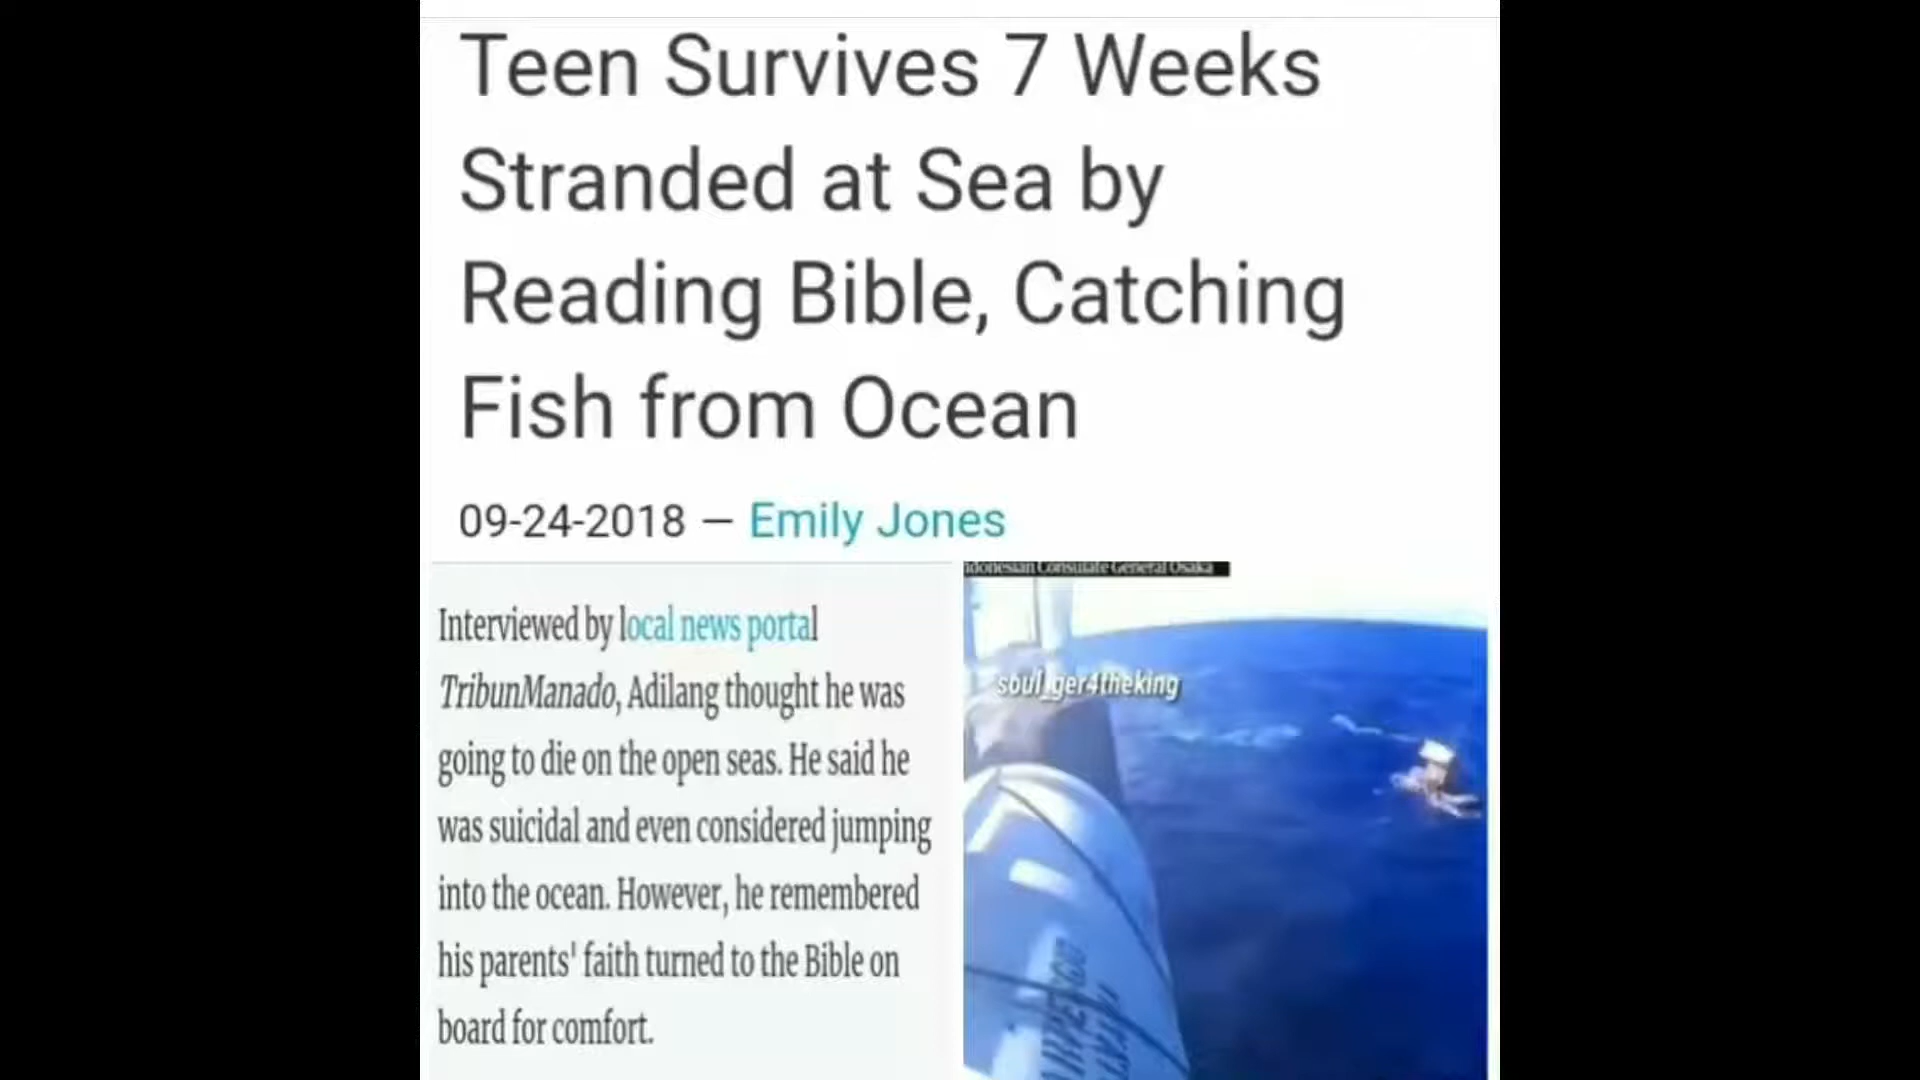 Teen Survives 7 Weeks
Stranded at Sea by
Reading Bible, Catching
Fish from Ocean
09-24-2018 — Emily Jones
Interviewed by local news portal
TribunManado, Adilang thought he was
going to die on the open seas. He said he
was suicidal and even considered jumping
into the ocean. However, he remembered
his parents' faith turned to the Bible on
board for comfort.
Consulate General Osaka